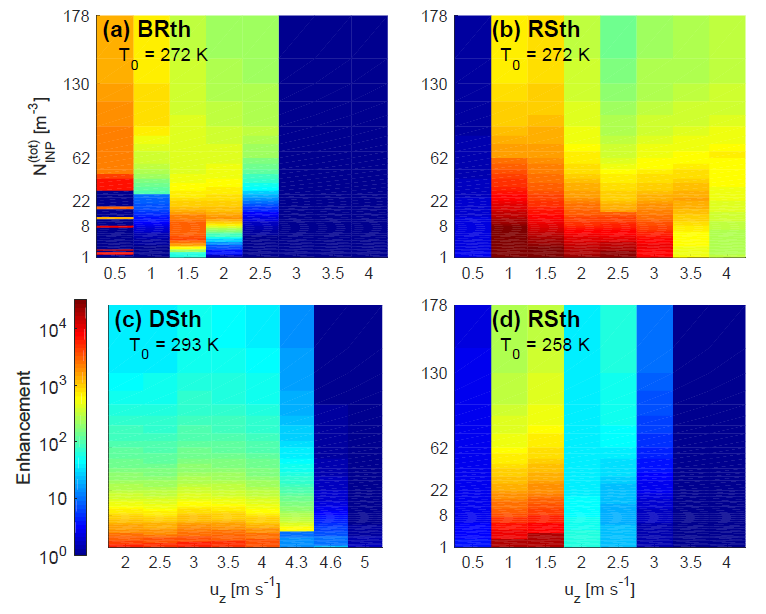 (a) BRth
T0 = 272 K
178
130
62
22
8
1
N_INP^(tot) [m^-3]
0.5 1 1.5 2 2.5 3 3.5 4
(b) RSth
T0 = 272 K
178
130
62
22
8
1
0.5 1 1.5 2 2.5 3 3.5 4
(c) DSth
T0 = 293 K
10^4
10^3
10^2
10
10^0
Enhancement
2 2.5 3 3.5 4 4.3 4.6 5
u_z [m s^-1]
(d) RSth
T0 = 258 K
178
130
62
22
8
1
0.5 1 1.5 2 2.5 3 3.5 4
u_z [m s^-1]